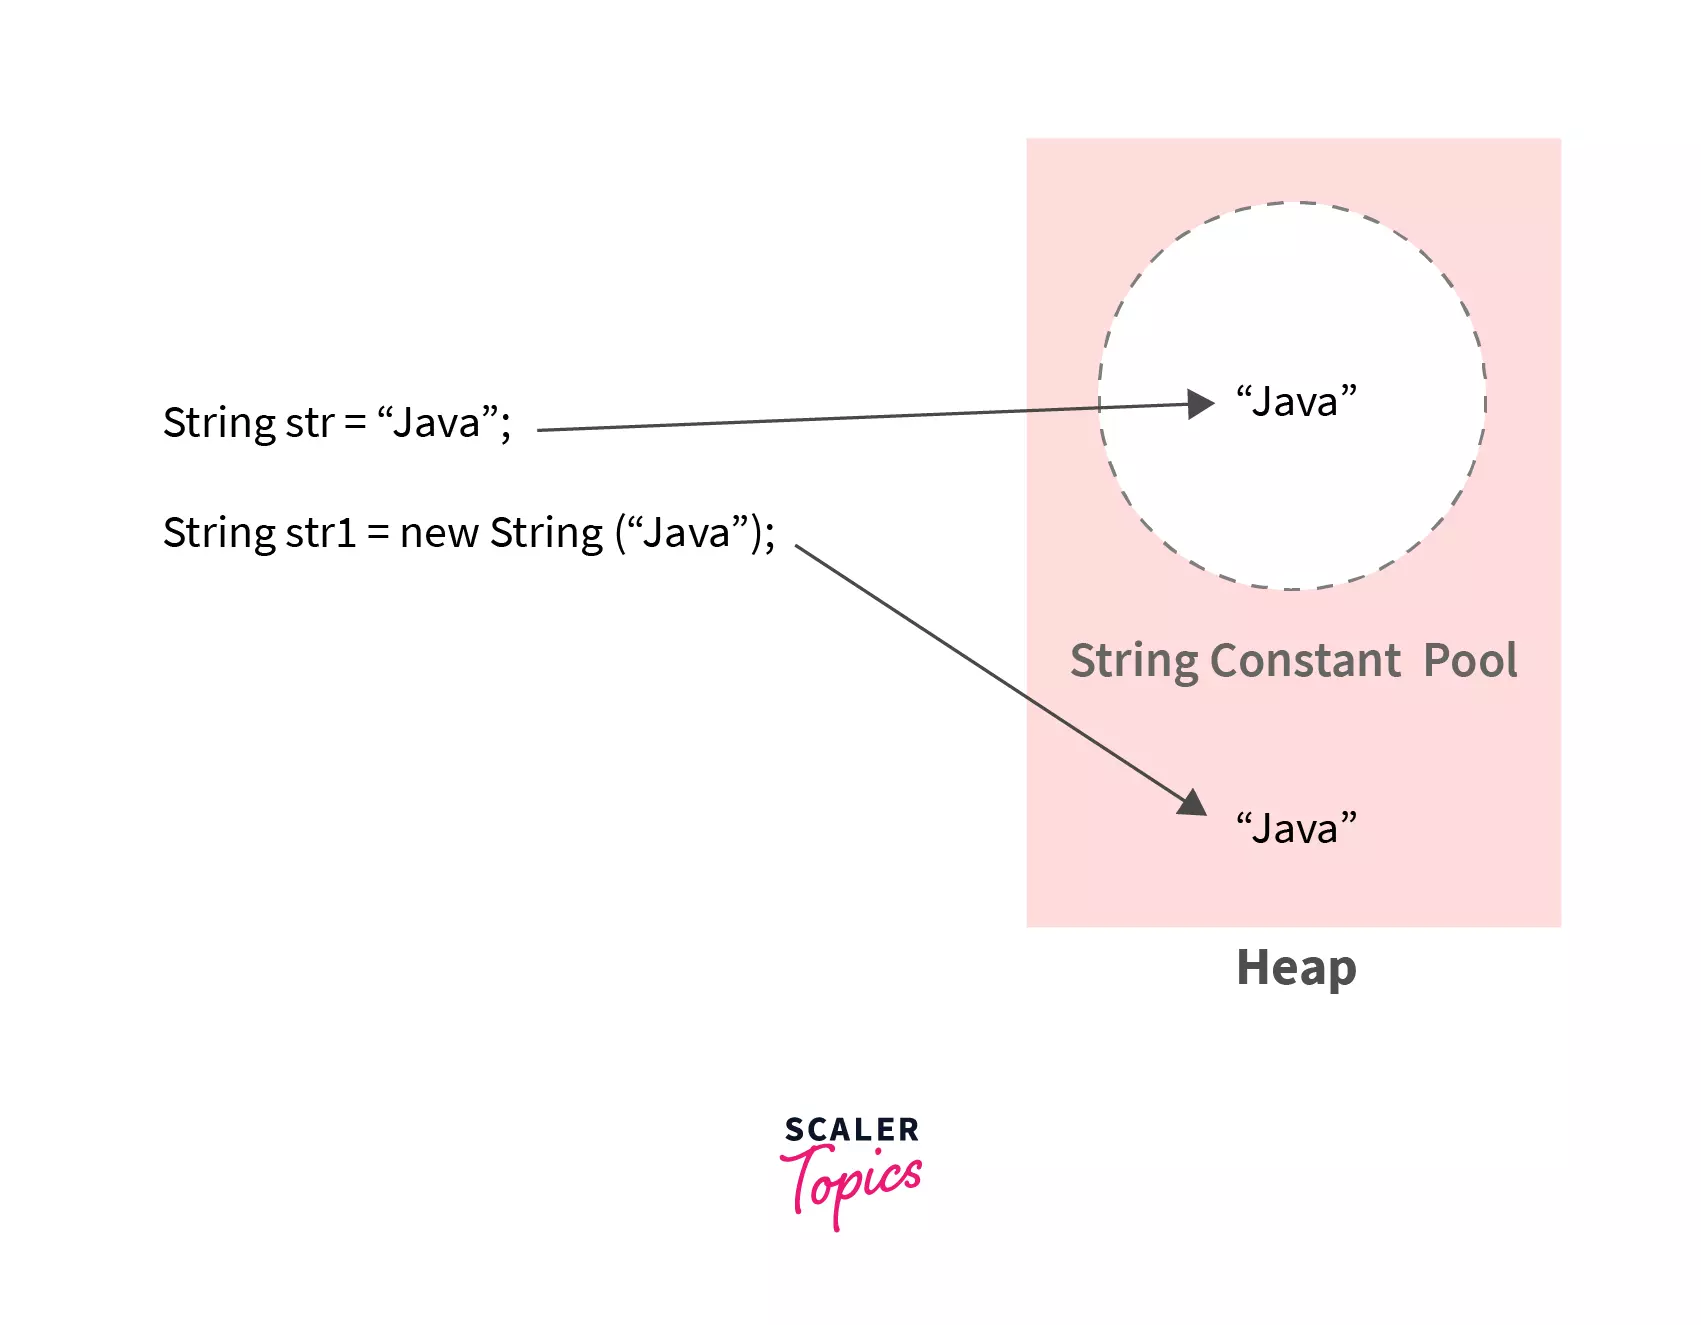 String str = “Java”;
String str1 = new String (“Java”);
“Java”
String Constant Pool
“Java”
Heap
SCALER
Topics